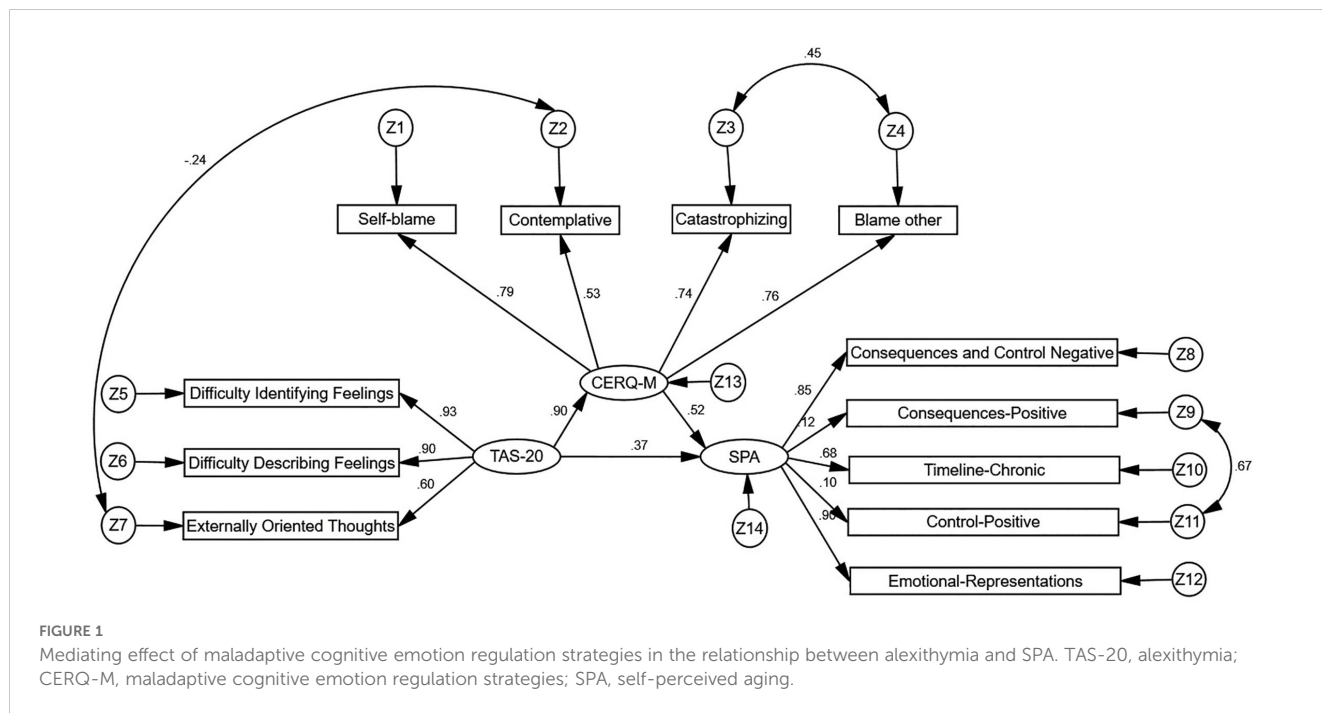 .45
Z1
Z2
Z3
Z4
-.24
Self-blame
Contemplative
Catastrophizing
Blame other
.79
.53
.74
.76
Consequences and Control Negative
Z8
CERQ-M
Z13
Z5
Difficulty Identifying Feelings
.93
.90
.52
.85
.12
Consequences-Positive
Z9
Z6
Difficulty Describing Feelings
.90
TAS-20
.37
SPA
.68
Timeline-Chronic
Z10
.67
.60
.10
Z7
Externally Oriented Thoughts
Z14
.90
Control-Positive
Z11
Emotional-Representations
Z12
FIGURE 1
Mediating effect of maladaptive cognitive emotion regulation strategies in the relationship between alexithymia and SPA. TAS-20, alexithymia;
CERQ-M, maladaptive cognitive emotion regulation strategies; SPA, self-perceived aging.